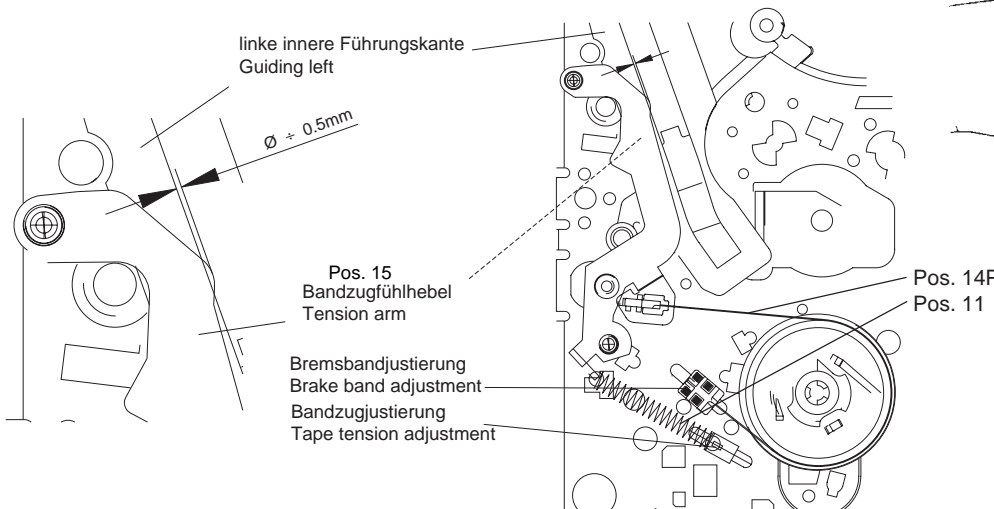 linke innere Führungskante
Guiding left
Ø ÷ 0.5mm
Pos. 15
Bandzugfühlhebel
Tension arm
Pos. 14P
Pos. 11
Bremsbandjustierung
Brake band adjustment
Bandzugjustierung
Tape tension adjustment